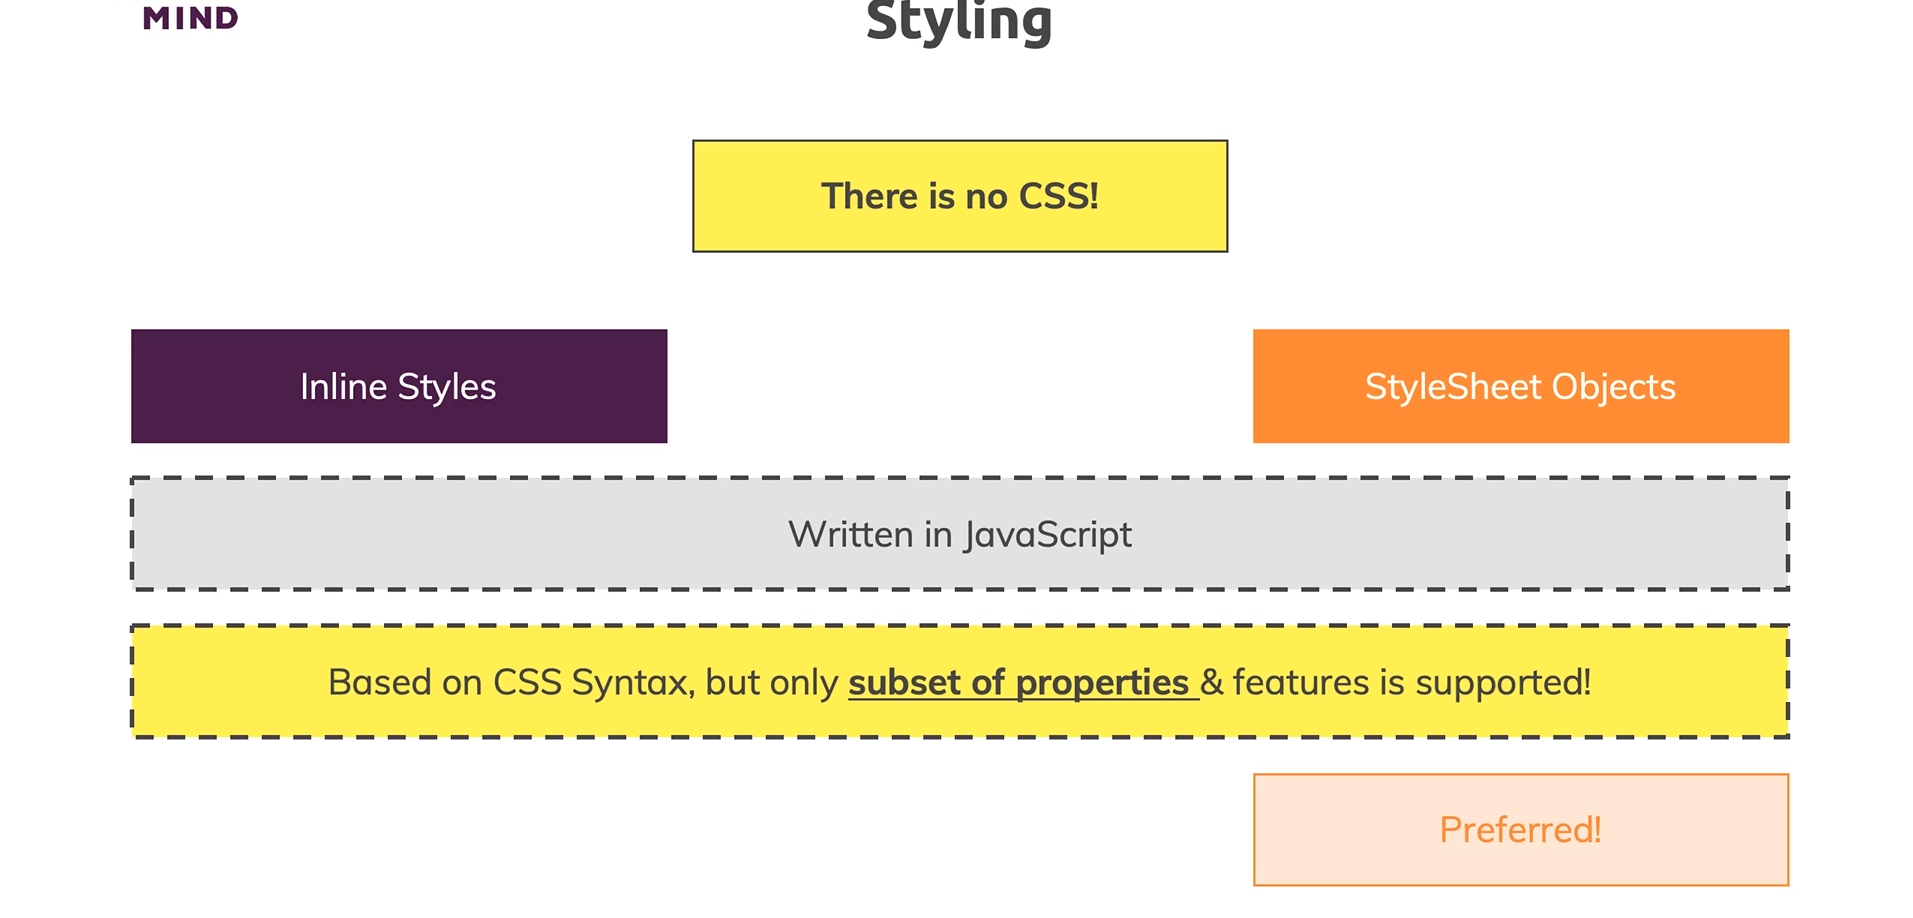 MIND
Styling
There is no CSS!
Inline Styles
StyleSheet Objects
Written in JavaScript
Based on CSS Syntax, but only subset of properties & features is supported!
Preferred!